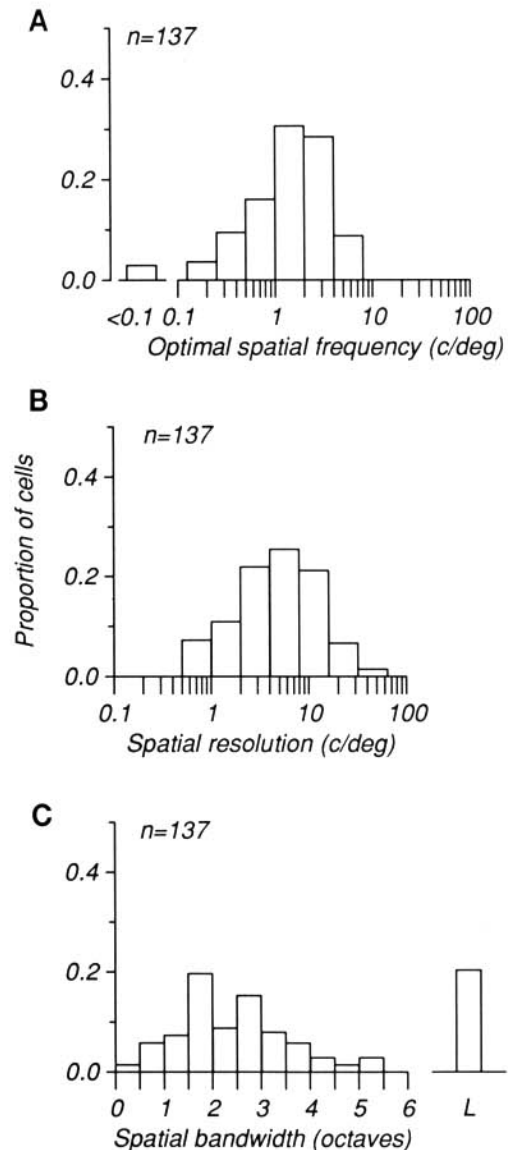 A
n=137
0.4
0.2
0.0
<0.1 0.1 1 10 100
Optimal spatial frequency (c/deg)
B
n=137
Proportion of cells
0.4
0.2
0.0
0.1 1 10 100
Spatial resolution (c/deg)
C
n=137
0.4
0.2
0.0
0 1 2 3 4 5 6 L
Spatial bandwidth (octaves)